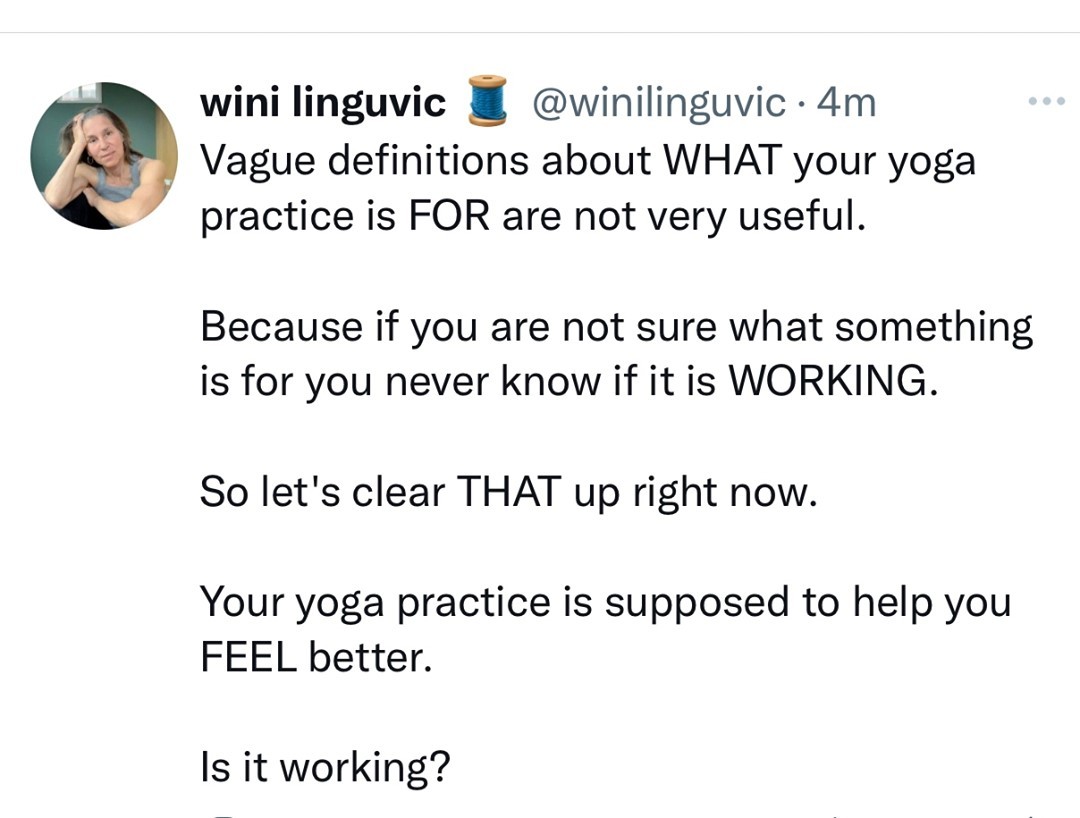 wini linguvic 🧵 @winilinguvic · 4m
Vague definitions about WHAT your yoga
practice is FOR are not very useful.
Because if you are not sure what something
is for you never know if it is WORKING.
So let's clear THAT up right now.
Your yoga practice is supposed to help you
FEEL better.
Is it working?